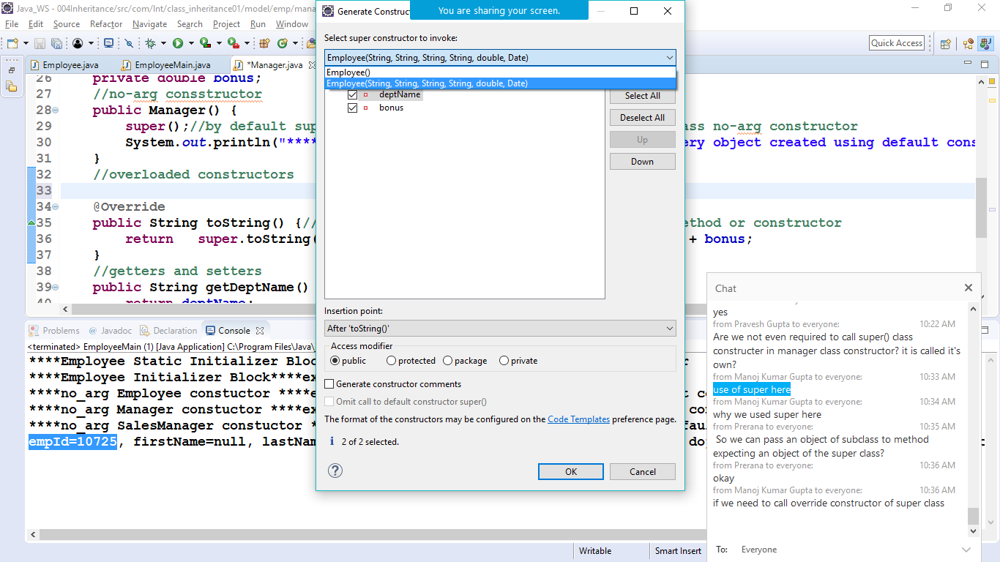 Java_WS - 004Inheritance/src/com/Int/class_inheritance01/model/emp/mana
File Edit Source Refactor Navigate Search Project Run Window
Quick Access
Employee.java EmployeeMain.java *Manager.java
26 private double bonus;
27 //no-arg consstructor
28 public Manager() {
29 super();//by default sup ass no-arg constructor
30 System.out.println("**** ery object created using default cons
31 }
32 //overloaded constructors
33
34 @Override
35 public String toString() {// ethod or constructor
36 return super.toString( + bonus;
37 }
38 //getters and setters
39 public String getDeptName()
40 return deptName;
Problems Javadoc Declaration Console
<terminated> EmployeeMain (1) [Java Application] C:\Program Files\Java\
****Employee Static Initializer Bloc
****Employee Initializer Block****ex
****no_arg Employee constuctor ****e
****no_arg Manager constuctor ****ex
****no_arg SalesManager constuctor *
empId=10725, firstName=null, lastNam
Writable Smart Insert
Generate Construc
You are sharing your screen.
Select super constructor to invoke:
Employee(String, String, String, String, double, Date)
Employee()
Employee(String, String, String, String, double, Date)
deptName
bonus
Select All
Deselect All
Up
Down
Insertion point:
After 'toString()'
Access modifier
public protected package private
Generate constructor comments
Omit call to default constructor super()
The format of the constructors may be configured on the Code Templates preference page.
2 of 2 selected.
OK Cancel
Chat
yes
from Pravesh Gupta to everyone: 10:22 AM
Are we not even required to call super() class
constructer in manager class constructor? it is called it's
own?
from Manoj Kumar Gupta to everyone: 10:33 AM
use of super here
from Manoj Kumar Gupta to everyone: 10:34 AM
why we used super here
from Prerana to everyone: 10:35 AM
So we can pass an object of subclass to method
expecting an object of the super class?
from Prerana to everyone: 10:36 AM
okay
from Manoj Kumar Gupta to everyone: 10:36 AM
if we need to call override constructor of super class
To: Everyone